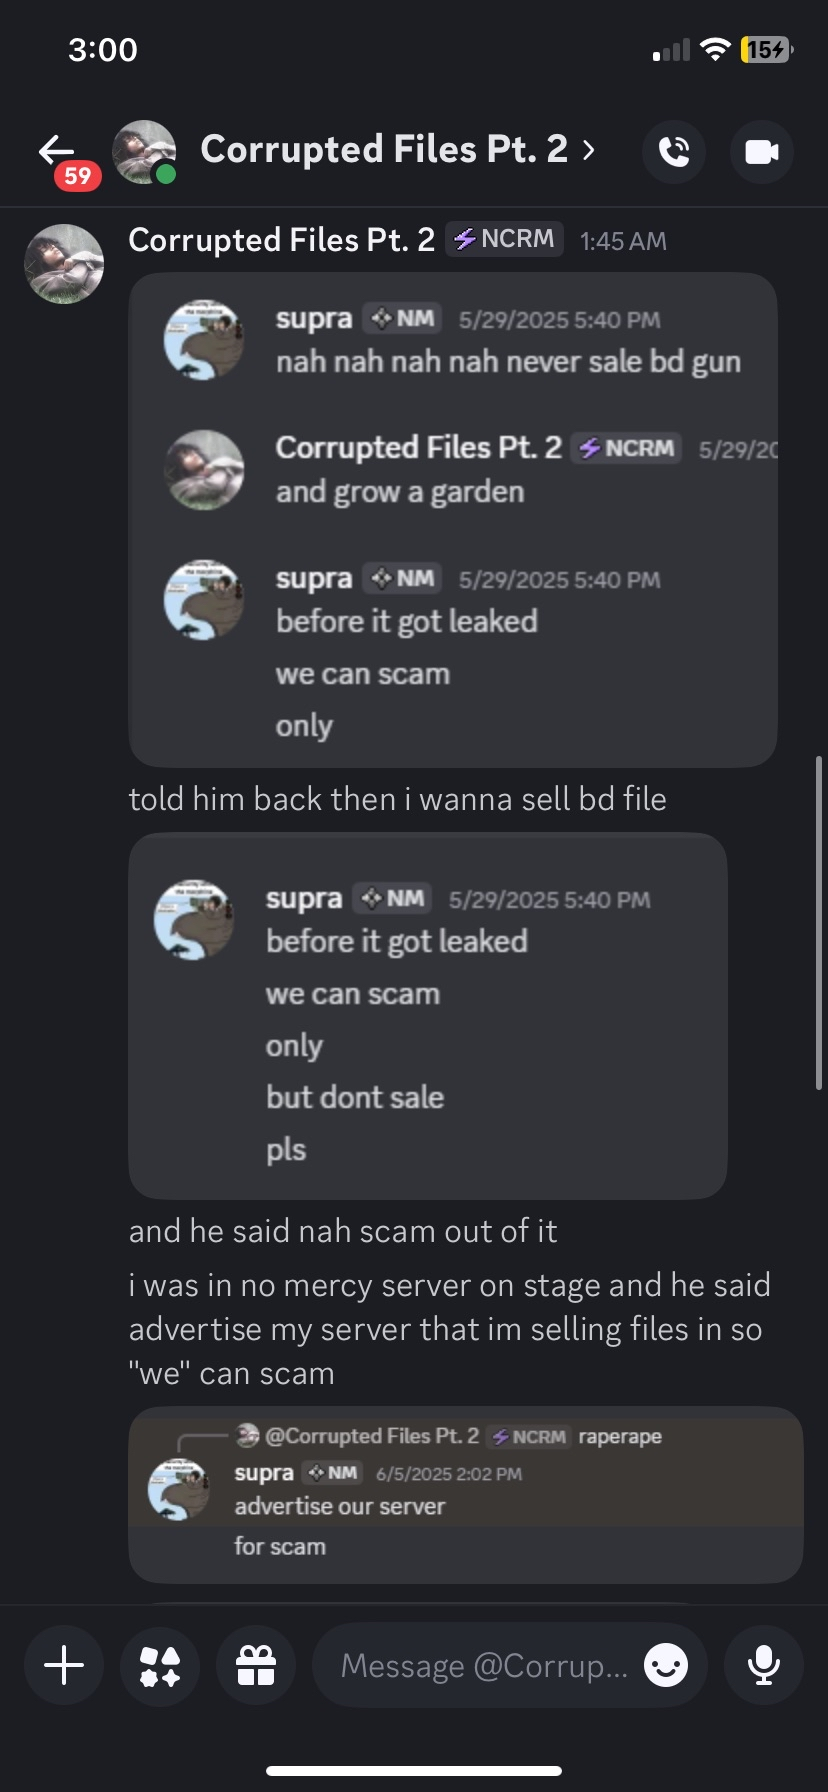 3:00
15
59
Corrupted Files Pt. 2
Corrupted Files Pt. 2 NCRM 1:45 AM
supra NM 5/29/2025 5:40 PM
nah nah nah nah never sale bd gun
Corrupted Files Pt. 2 NCRM 5/29/20
and grow a garden
supra NM 5/29/2025 5:40 PM
before it got leaked
we can scam
only
told him back then i wanna sell bd file
supra NM 5/29/2025 5:40 PM
before it got leaked
we can scam
only
but dont sale
pls
and he said nah scam out of it
i was in no mercy server on stage and he said
advertise my server that im selling files in so
"we" can scam
@Corrupted Files Pt. 2 NCRM raperape
supra NM 6/5/2025 2:02 PM
advertise our server
for scam
Message @Corrup...